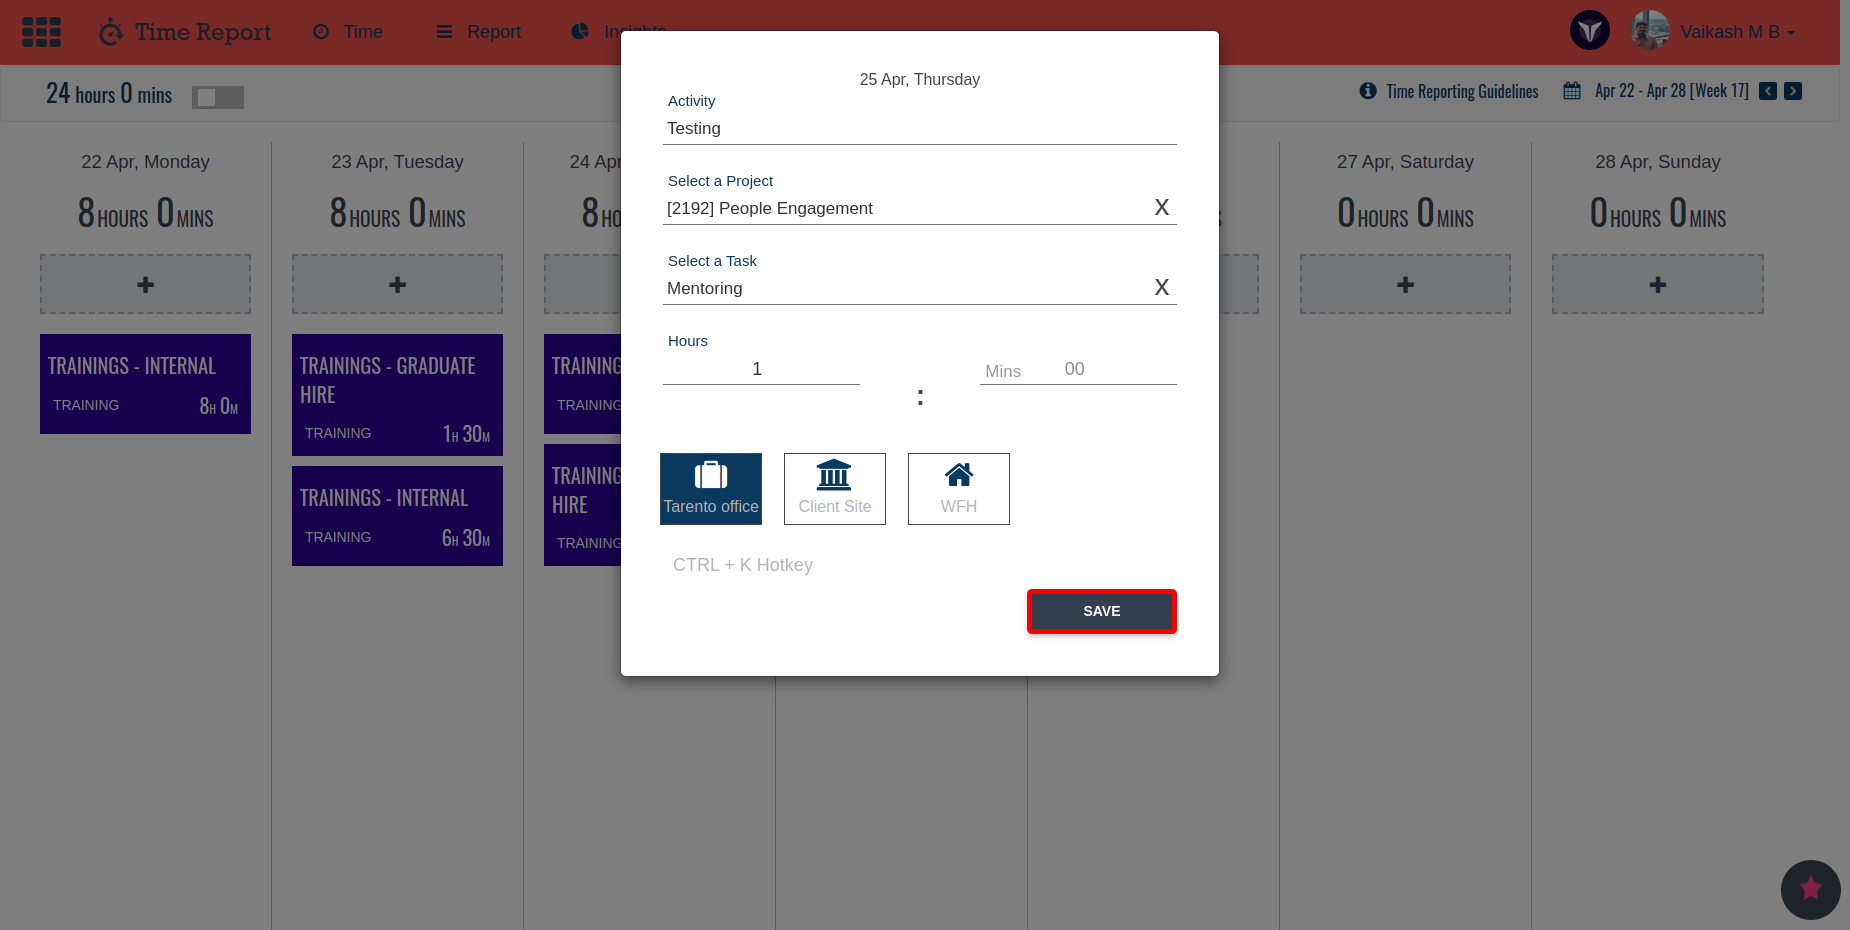 Time Report
Time
Report
Insights
Vaikash M B
24 hours 0 mins
Time Reporting Guidelines
Apr 22 - Apr 28 [Week 17]
22 Apr, Monday
8 HOURS 0 MINS
+
TRAININGS - INTERNAL
TRAINING
8H 0M
23 Apr, Tuesday
8 HOURS 0 MINS
+
TRAININGS - GRADUATE
HIRE
TRAINING
1H 30M
TRAININGS - INTERNAL
TRAINING
6H 30M
24 Apr
8 HO
TRAINING
TRAINING
TRAINING
HIRE
TRAINING
25 Apr, Thursday
Activity
Testing
Select a Project
[2192] People Engagement
X
Select a Task
Mentoring
X
Hours
1
:
Mins 00
Tarento office
Client Site
WFH
CTRL + K Hotkey
SAVE
27 Apr, Saturday
0 HOURS 0 MINS
+
28 Apr, Sunday
0 HOURS 0 MINS
+